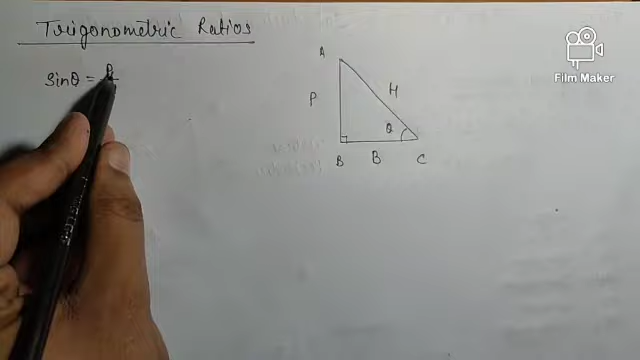 Trigonometric Ratios
Sinθ = P
A
P
H
θ
B
B
C
Film Maker